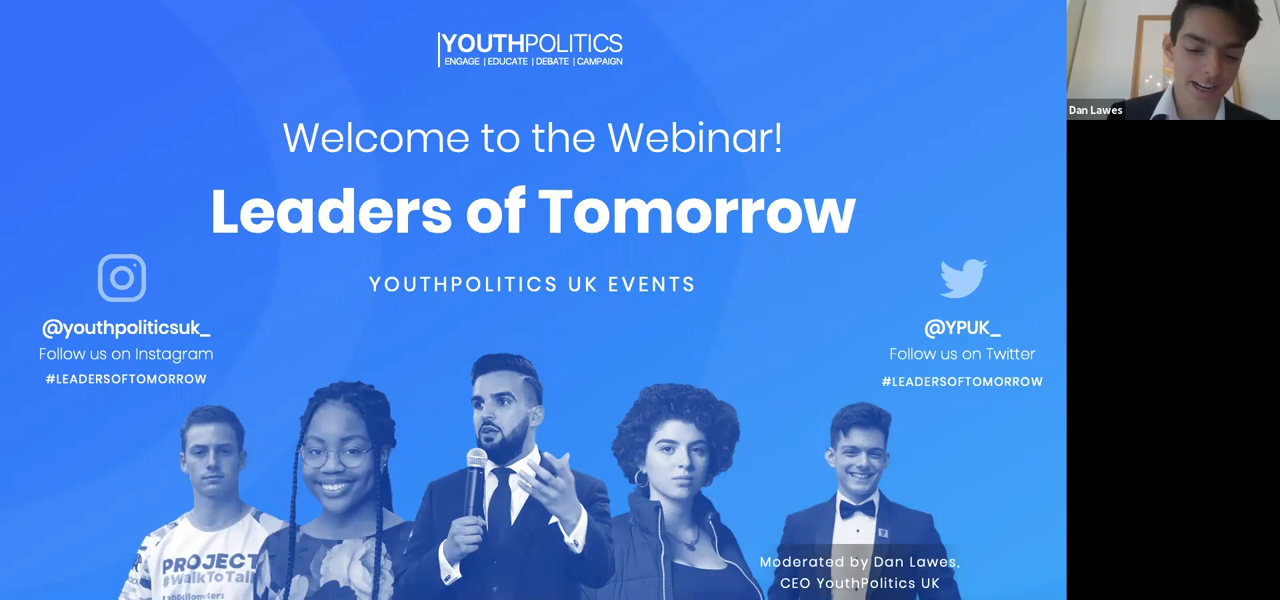 YOUTHPOLITICS
ENGAGE | EDUCATE | DEBATE | CAMPAIGN
Dan Lawes
Welcome to the Webinar!
Leaders of Tomorrow
YOUTHPOLITICS UK EVENTS
@youthpoliticsuk_
Follow us on Instagram
#LEADERSOFTOMORROW
@YPUK_
Follow us on Twitter
#LEADERSOFTOMORROW
PROJECT
#WalkToTalk
Moderated by Dan Lawes,
CEO YouthPolitics UK